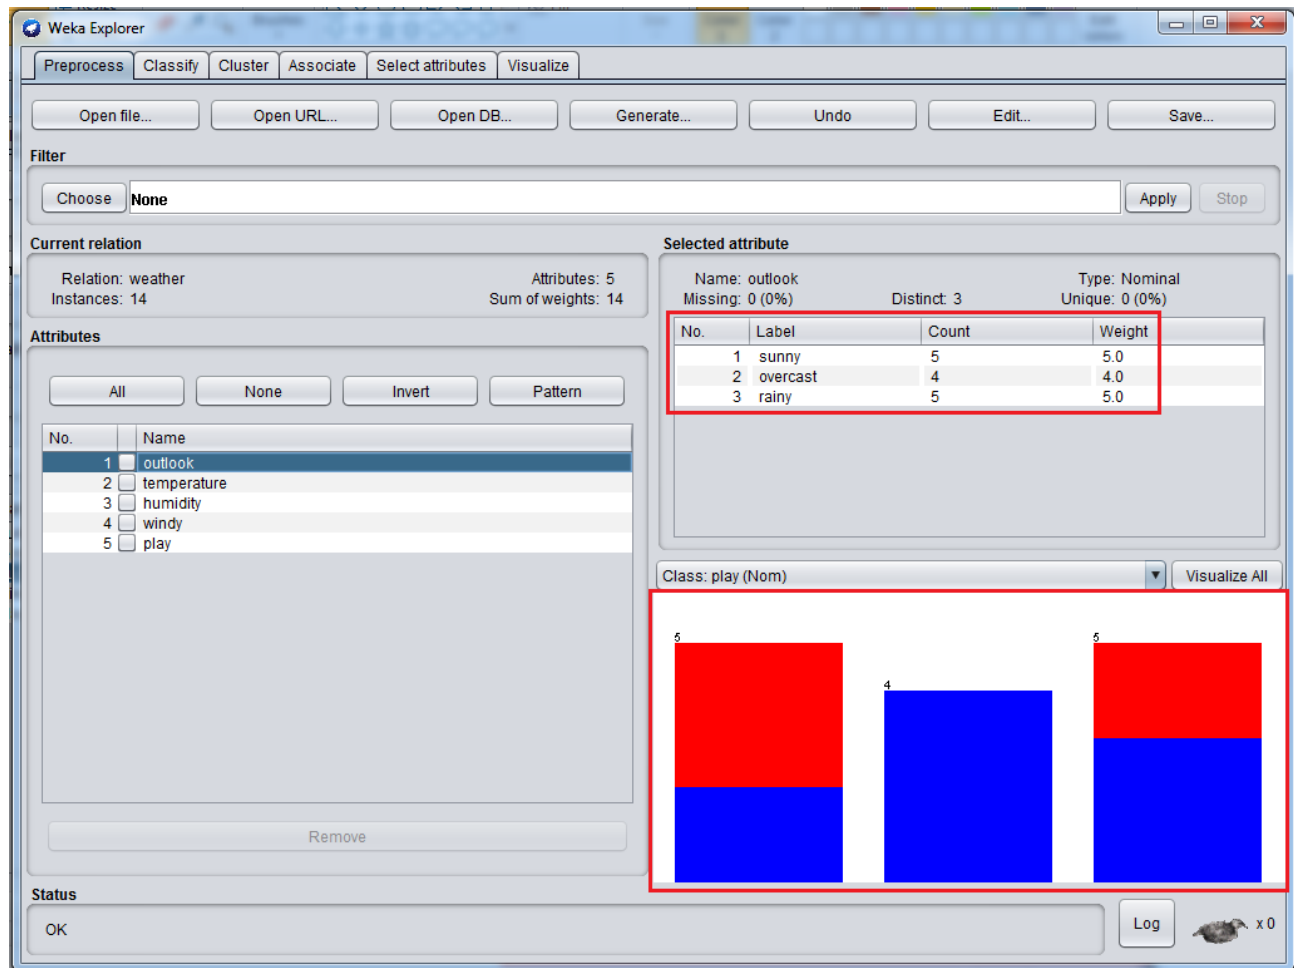 Weka Explorer
Preprocess Classify Cluster Associate Select attributes Visualize
Open file... Open URL... Open DB... Generate... Undo Edit... Save...
Filter
Choose None Apply Stop
Current relation
Relation: weather Attributes: 5
Instances: 14 Sum of weights: 14
Attributes
All None Invert Pattern
No. Name
1 outlook
2 temperature
3 humidity
4 windy
5 play
Remove
Selected attribute
Name: outlook Type: Nominal
Missing: 0 (0%) Distinct: 3 Unique: 0 (0%)
No. Label Count Weight
1 sunny 5 5.0
2 overcast 4 4.0
3 rainy 5 5.0
Class: play (Nom) Visualize All
5 4 5
Status
OK Log x 0